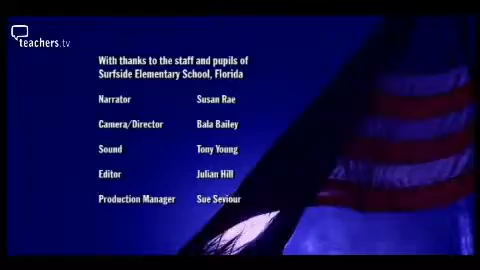 teachers.tv
With thanks to the staff and pupils of
Surfside Elementary School, Florida
Narrator Susan Rae
Camera/Director Bala Bailey
Sound Tony Young
Editor Julian Hill
Production Manager Sue Seviour